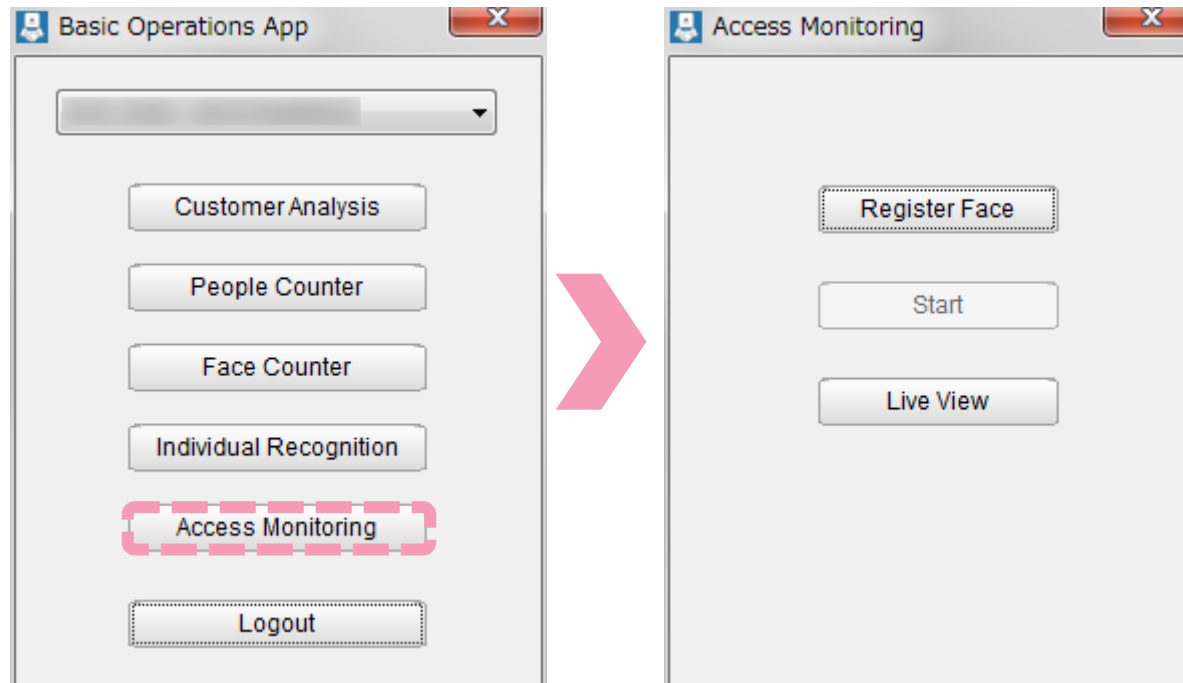 Basic Operations App
Customer Analysis
People Counter
Face Counter
Individual Recognition
Access Monitoring
Logout
Access Monitoring
Register Face
Start
Live View